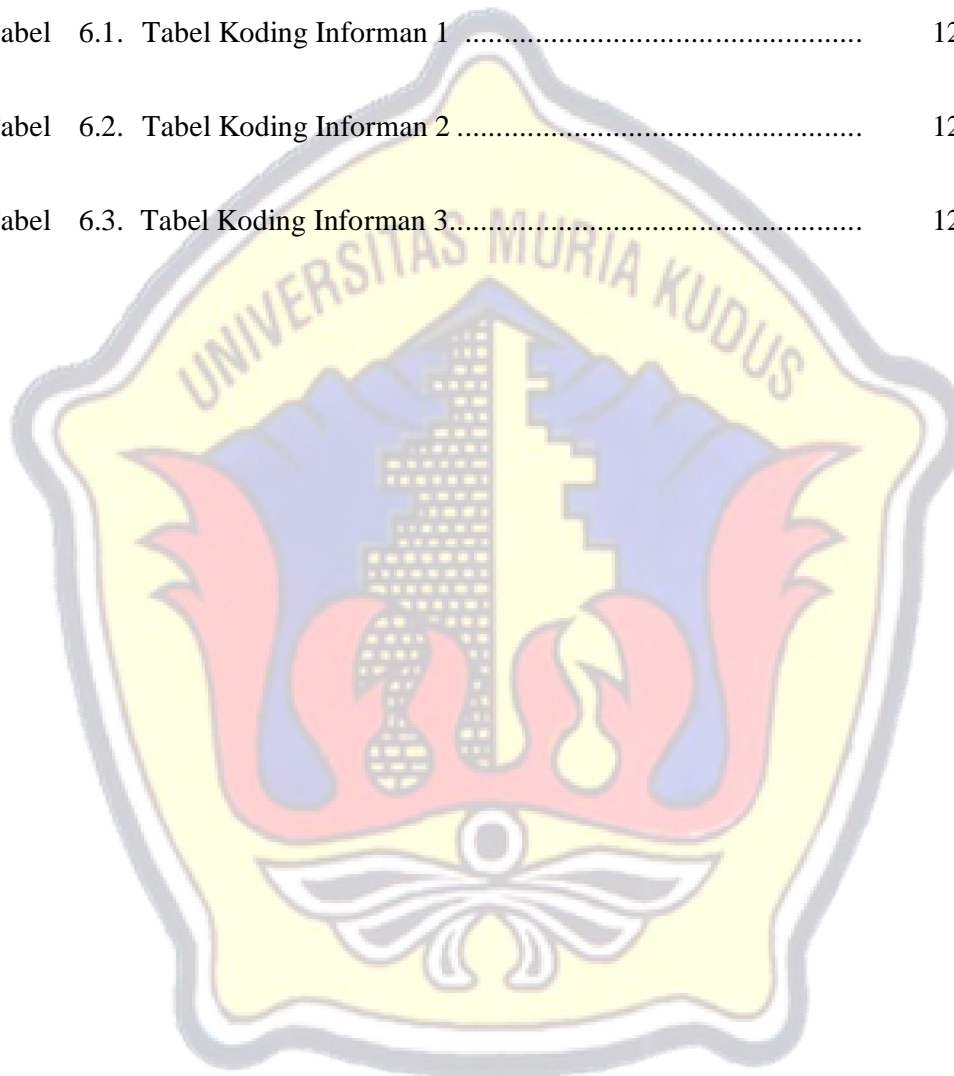 abel 6.1. Tabel Koding Informan 1 .................................................. 12
abel 6.2. Tabel Koding Informan 2 .................................................. 12
abel 6.3. Tabel Koding Informan 3.................................................. 12
UNIVERSITAS MURIA KUDUS